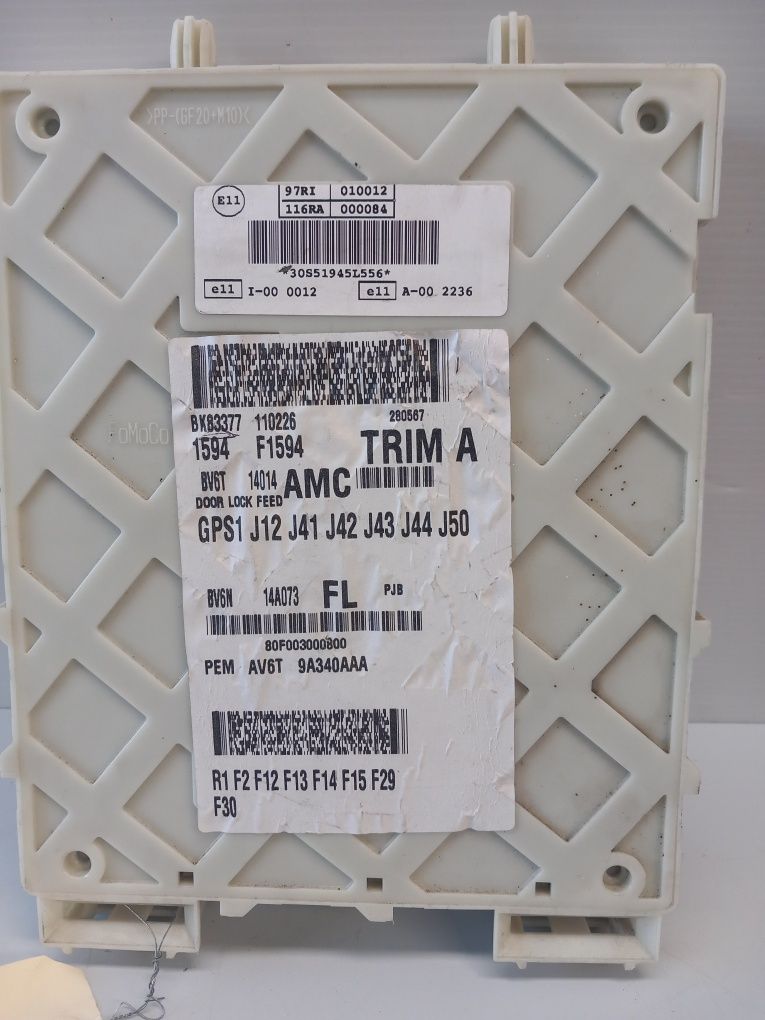 >PP-(GF20+M10)<
E11 97RI 010012
116RA 000084
*30S51945L556*
e11 I-00 0012 e11 A-00 2236
BK83377 110226 280567
1594 F1594 TRIM A
BV6T 14014 AMC
DOOR LOCK FEED
GPS1 J12 J41 J42 J43 J44 J50
FoMoCo
BV6N 14A073 FL PJB
80F003000800
PEM AV6T 9A340AAA
R1 F2 F12 F13 F14 F15 F29
F30